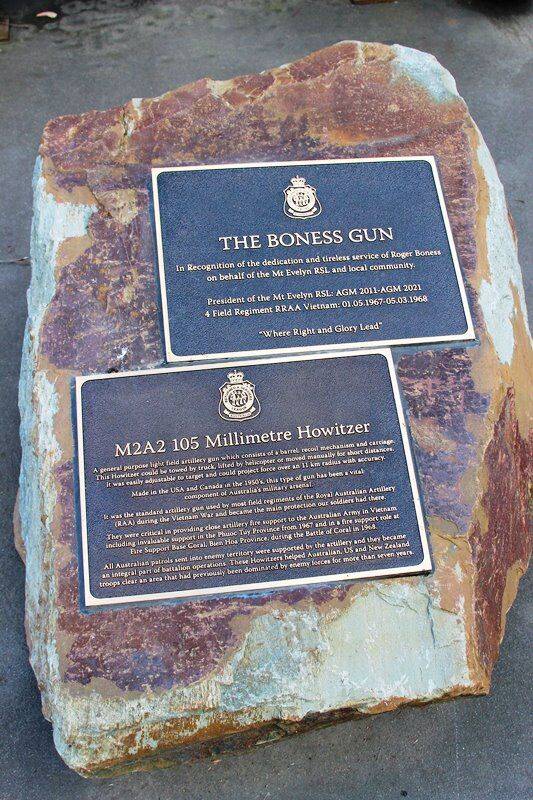 THE BONESS GUN
In Recognition of the dedication and tireless service of Roger Boness
on behalf of the Mt Evelyn RSL and local community.
President of the Mt Evelyn RSL: AGM 2011-AGM 2021
4 Field Regiment RRAA Vietnam: 01.05.1967-05.03.1968
"Where Right and Glory Lead"
M2A2 105 Millimetre Howitzer
A general purpose light field artillery gun which consists of a barrel, recoil mechanism and carriage.
This Howitzer could be towed by truck, lifted by helicopter or moved manually for short distances.
It was easily adjustable to target and could project force over an 11 km radius with accuracy.
Made in the USA and Canada in the 1950's, this type of gun has been a vital
component of Australia's military arsenal.
It was the standard artillery gun used by most field regiments of the Royal Australian Artillery
(RAA) during the Vietnam War and became the main protection our soldiers had there.
They were critical in providing close artillery fire support to the Australian Army in Vietnam
including invaluable support in the Phuoc Tuy Province from 1967 and in a fire support role at
Fire Support Base Coral, Bien Hoa Province, during the Battle of Coral in 1968.
All Australian patrols sent into enemy territory were supported by the artillery and they became
an integral part of battalion operations. These Howitzers helped Australian, US and New Zealand
troops clear an area that had previously been dominated by enemy forces for more than seven years.